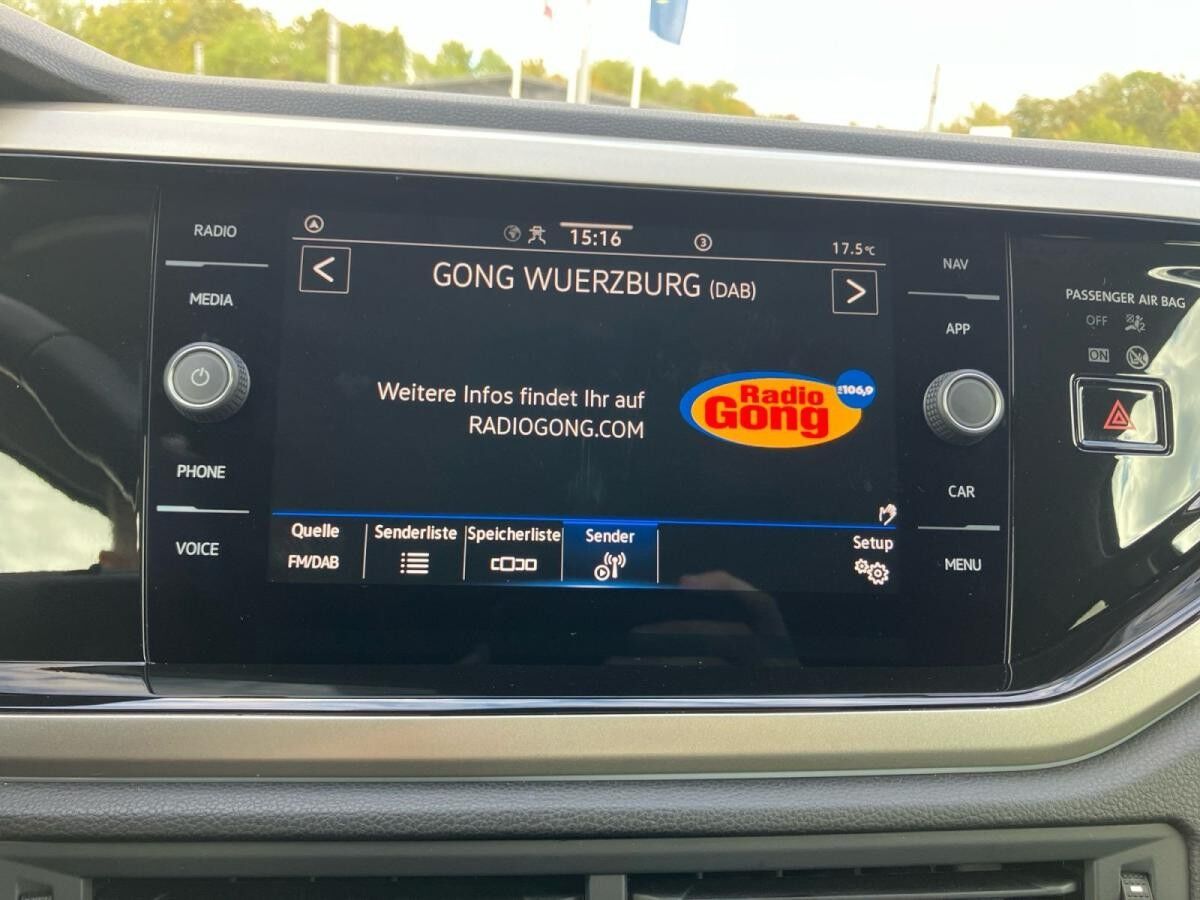 RADIO
MEDIA
PHONE
VOICE
15:16
3
17.5°C
<
GONG WUERZBURG (DAB)
>
Weitere Infos findet Ihr auf
RADIOGONG.COM
Radio
Gong
106,9
Quelle
FM/DAB
Senderliste
Speicherliste
Sender
Setup
NAV
APP
CAR
MENU
PASSENGER AIR BAG
OFF
ON